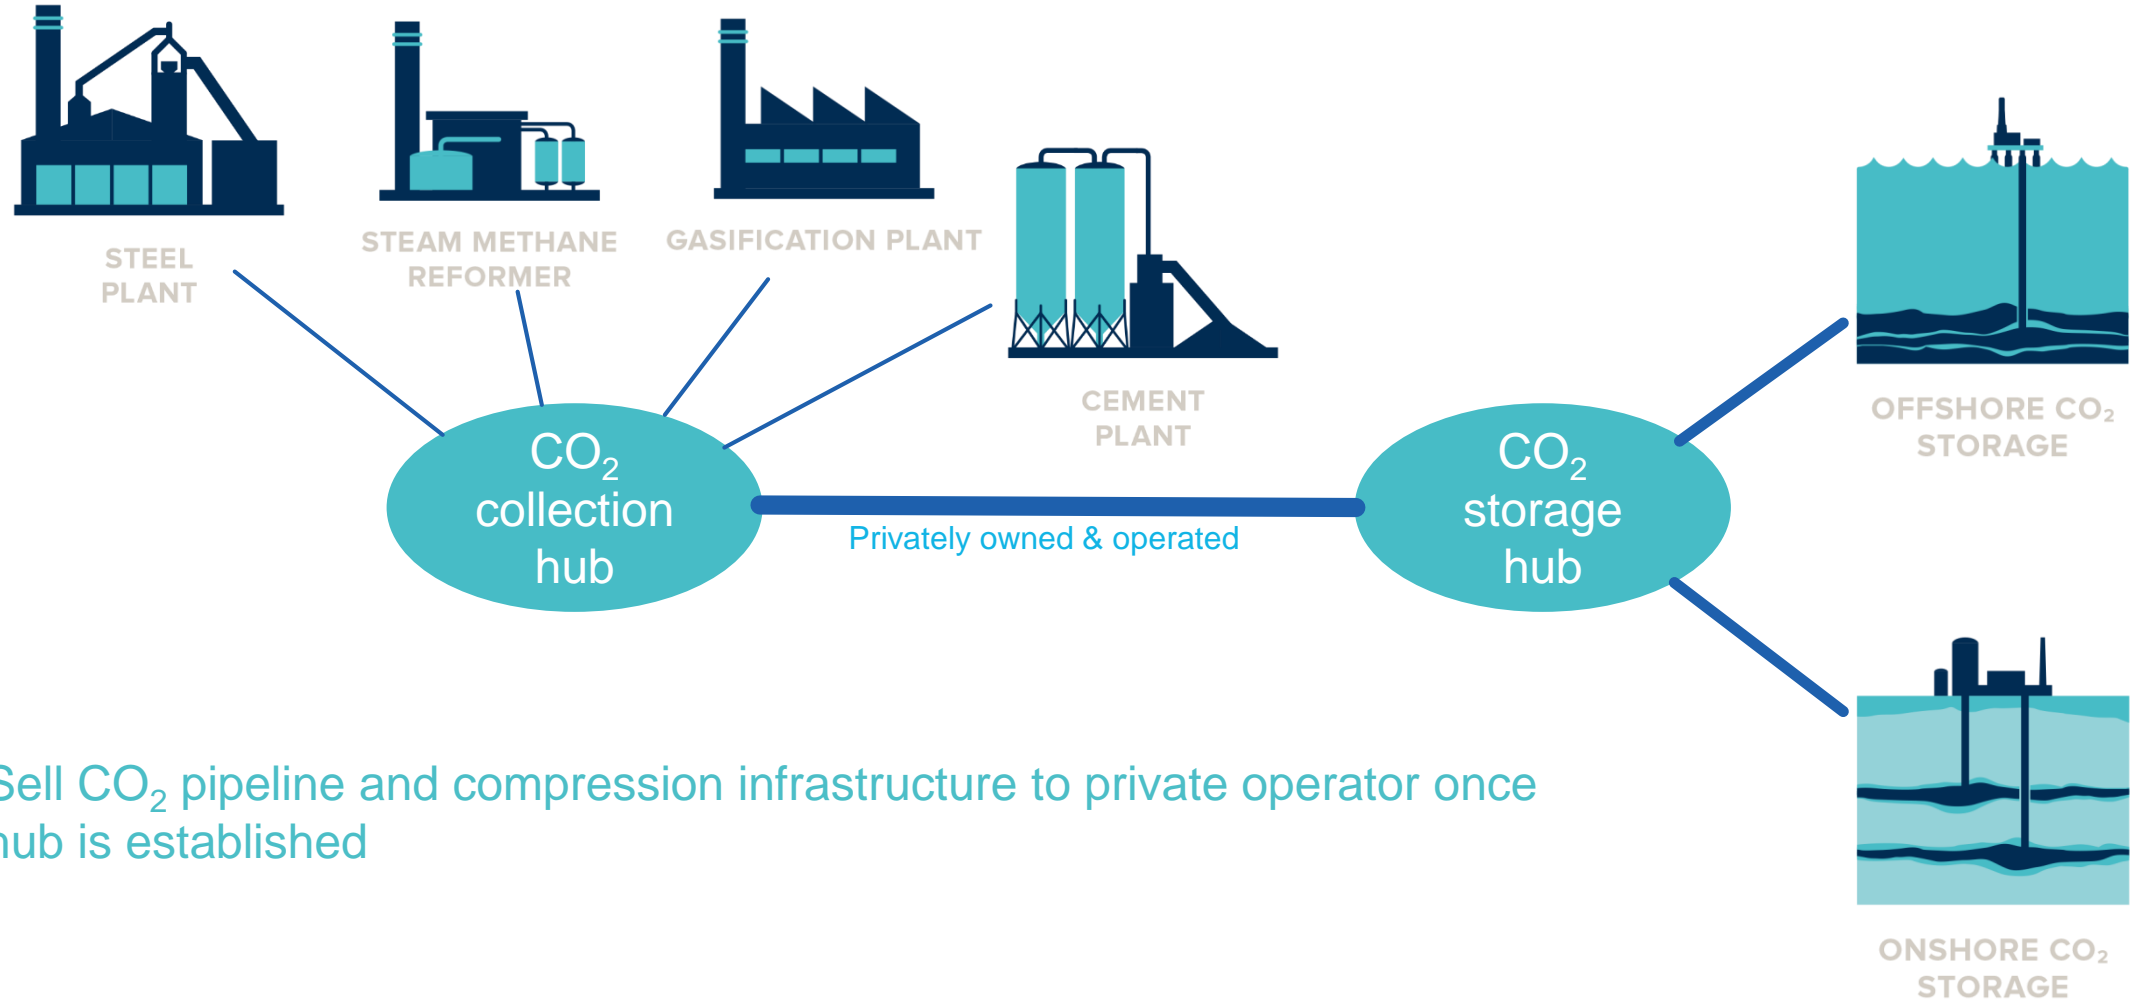 STEEL
PLANT
STEAM METHANE
REFORMER
GASIFICATION PLANT
CEMENT
PLANT
OFFSHORE CO₂
STORAGE
CO₂
collection
hub
Privately owned & operated
CO₂
storage
hub
Sell CO₂ pipeline and compression infrastructure to private operator once
hub is established
ONSHORE CO₂
STORAGE